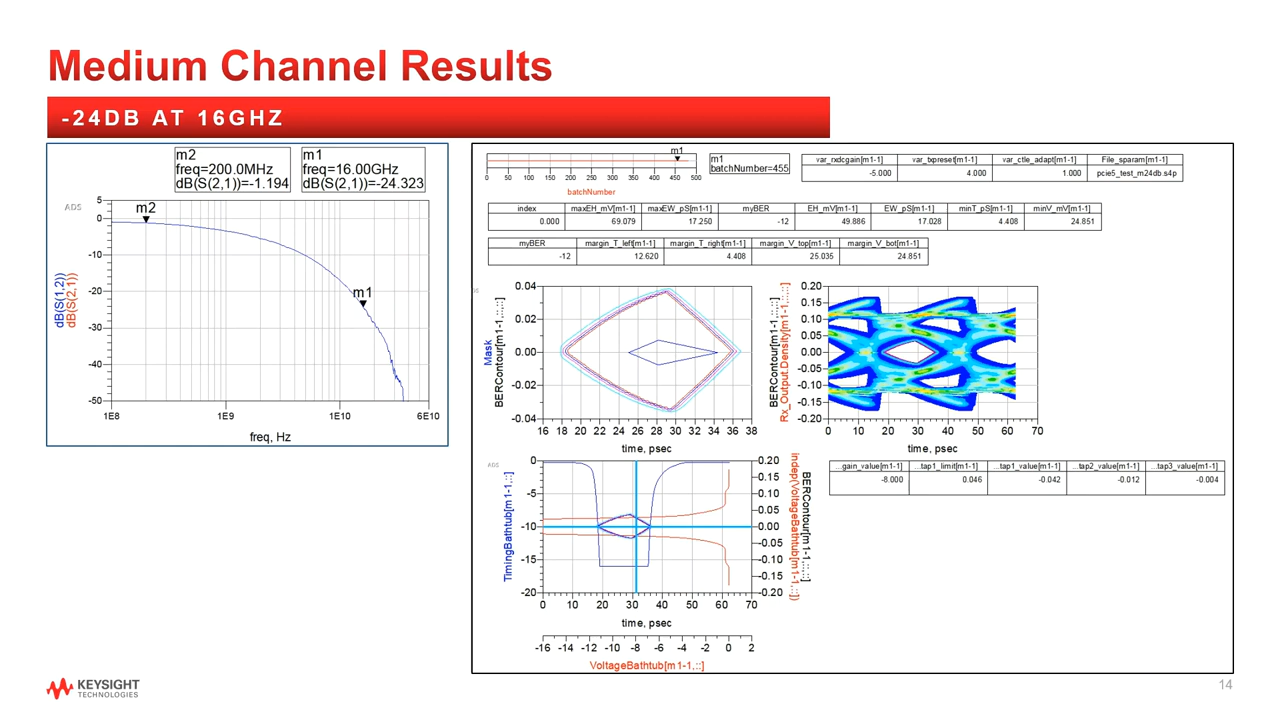 Medium Channel Results
-24DB AT 16GHZ
m2
freq=200.0MHz
dB(S(2,1))=-1.194
m1
freq=16.00GHz
dB(S(2,1))=-24.323
ADS
m2
m1
5
0
-10
-20
-30
-40
-50
1E8
1E9
1E10
6E10
freq, Hz
dB(S(1,2))
dB(S(2,1))
m1
0 50 100 150 200 250 300 350 400 450 500
batchNumber
m1
batchNumber=455
var_rxdcgain[m1-1] var_txpreset[m1-1] var_ctle_adapt[m1-1] File_sparam[m1-1]
-5.000 4.000 1.000 pcie5_test_m24db.s4p
index maxEH_mV[m1-1] maxEW_pS[m1-1] myBER EH_mV[m1-1] EW_pS[m1-1] minT_pS[m1-1] minV_mV[m1-1]
0.000 69.079 17.250 -12 49.886 17.028 4.408 24.851
myBER margin_T_left[m1-1] margin_T_right[m1-1] margin_V_top[m1-1] margin_V_bot[m1-1]
-12 12.620 4.408 25.035 24.851
Mask
BERContour[m1-1,::,::]
0.04
0.02
0.00
-0.02
-0.04
16 18 20 22 24 26 28 30 32 34 36 38
time, psec
BERContour[m1-1,::,::]
Rx_Output.Density[m1-1,::,::]
0.20
0.15
0.10
0.05
0.00
-0.05
-0.10
-0.15
-0.20
0 10 20 30 40 50 60 70
time, psec
ADS
TimingBathtub[m1-1,::]
0
-5
-10
-15
-20
0 10 20 30 40 50 60 70
time, psec
0.20
0.15
0.10
0.05
0.00
-0.05
-0.10
-0.15
-0.20
BERContour[m1-1,::,::]
indep(VoltageBathtub[m1-1,::])
-16 -14 -12 -10 -8 -6 -4 -2 0 2
VoltageBathtub[m1-1,::]
...gain_value[m1-1] ...tap1_limit[m1-1] ...tap1_value[m1-1] ...tap2_value[m1-1] ...tap3_value[m1-1]
-8.000 0.046 -0.042 -0.012 -0.004
KEYSIGHT
TECHNOLOGIES
14